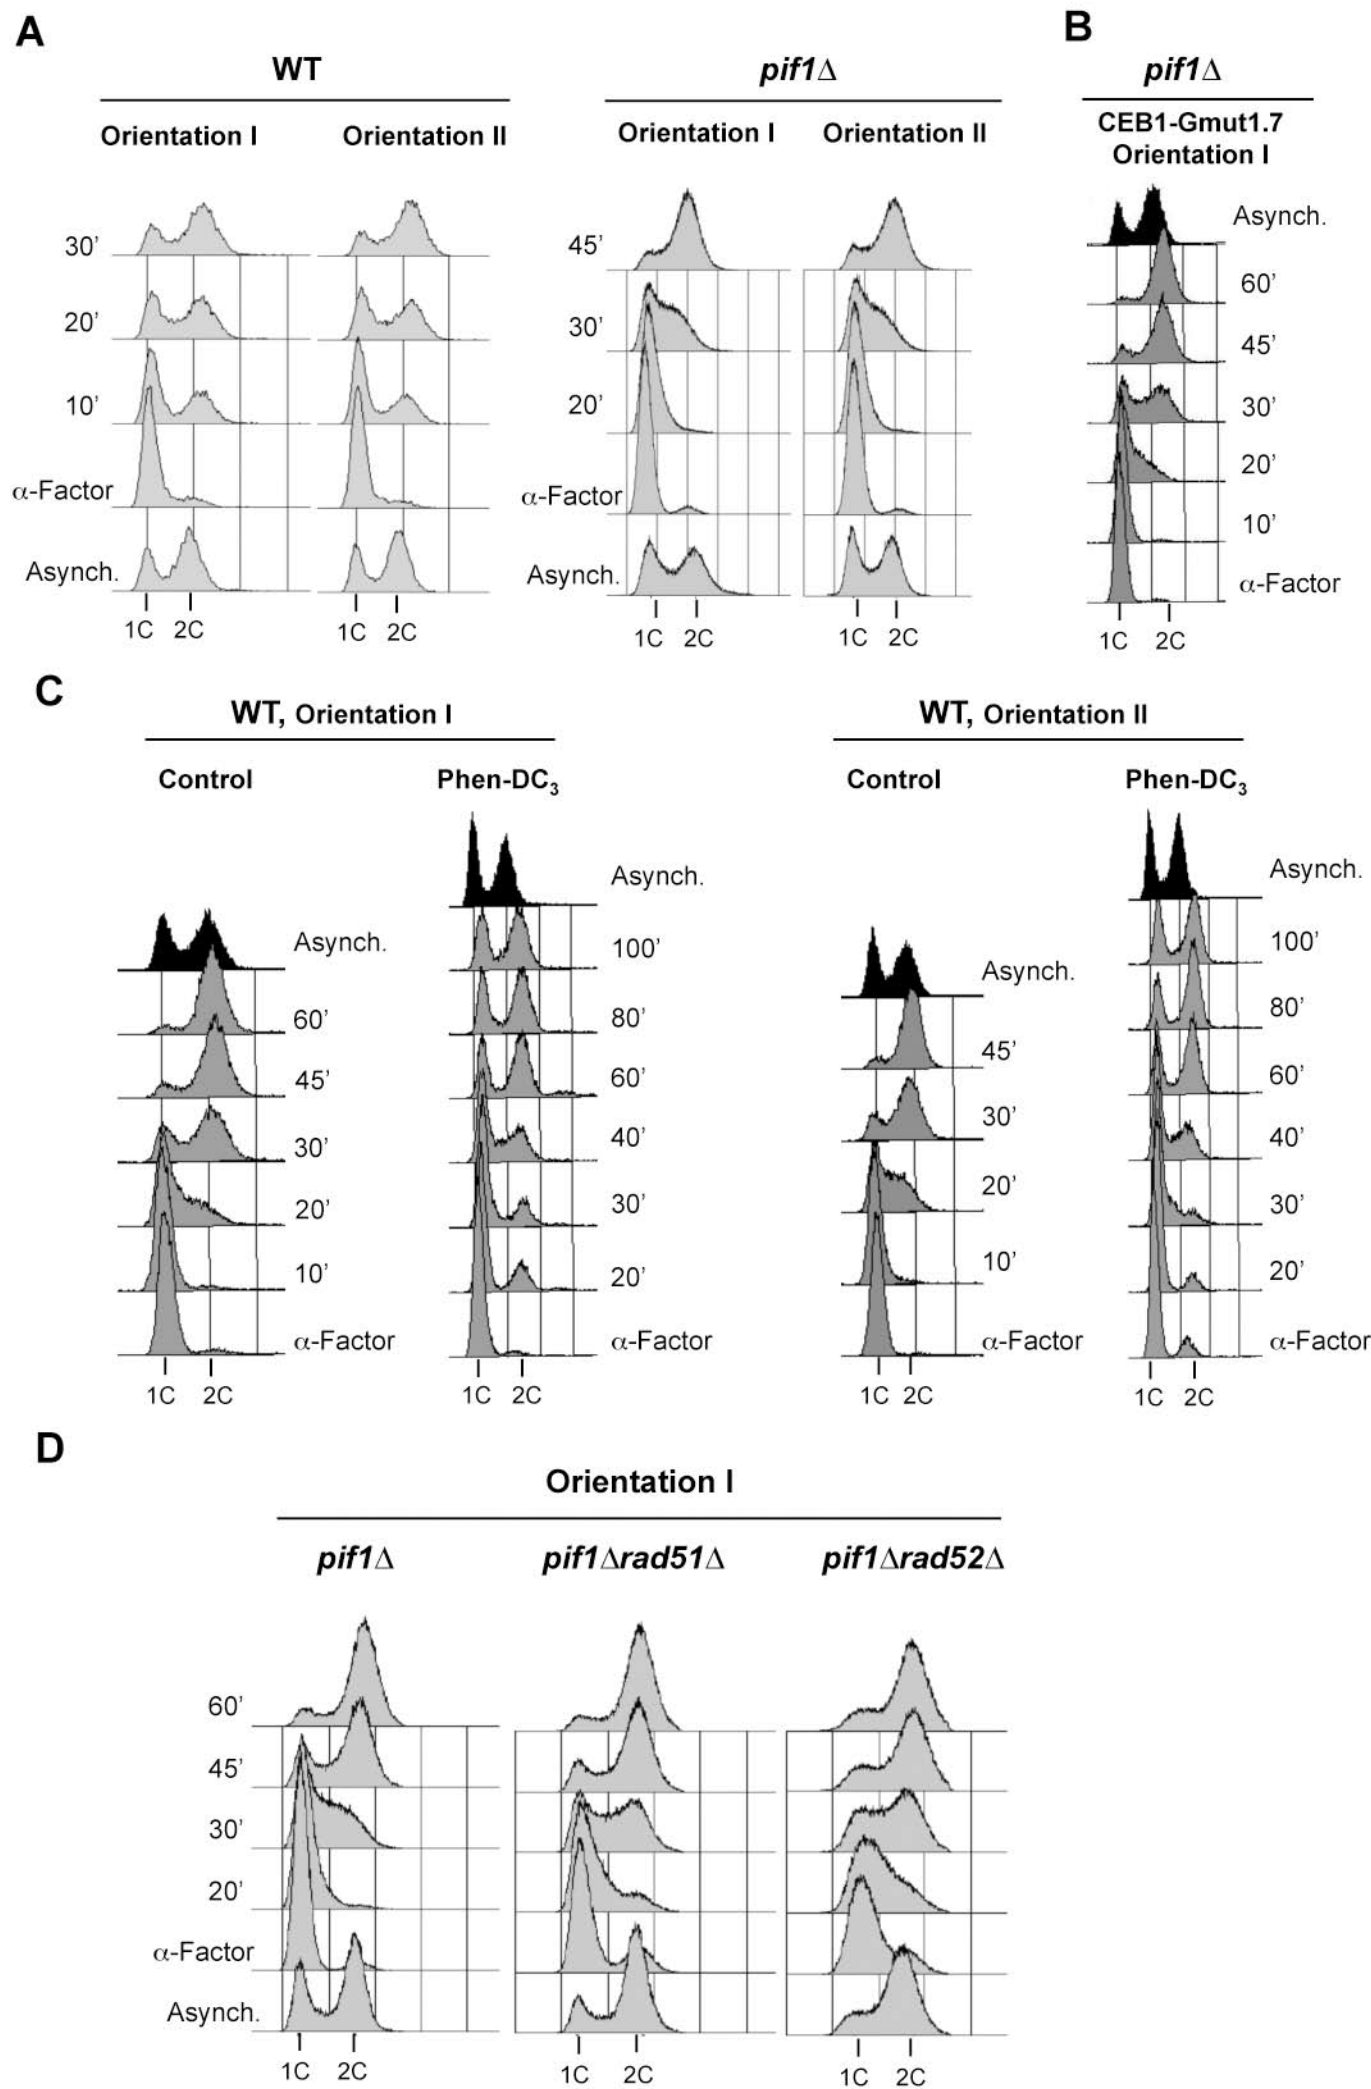 A
WT
Orientation I
Orientation II
30’
20’
10’
α-Factor
Asynch.
1C 2C
1C 2C
pif1Δ
Orientation I
Orientation II
45’
30’
20’
α-Factor
Asynch.
1C 2C
1C 2C
B
pif1Δ
CEB1-Gmut1.7
Orientation I
Asynch.
60’
45’
30’
20’
10’
α-Factor
1C 2C
C
WT, Orientation I
Control
Asynch.
60’
45’
30’
20’
10’
α-Factor
1C 2C
Phen-DC₃
Asynch.
100’
80’
60’
40’
30’
20’
α-Factor
1C 2C
WT, Orientation II
Control
Asynch.
45’
30’
20’
10’
α-Factor
1C 2C
Phen-DC₃
Asynch.
100’
80’
60’
40’
30’
20’
α-Factor
1C 2C
D
Orientation I
pif1Δ
pif1Δrad51Δ
pif1Δrad52Δ
60’
45’
30’
20’
α-Factor
Asynch.
1C 2C
1C 2C
1C 2C